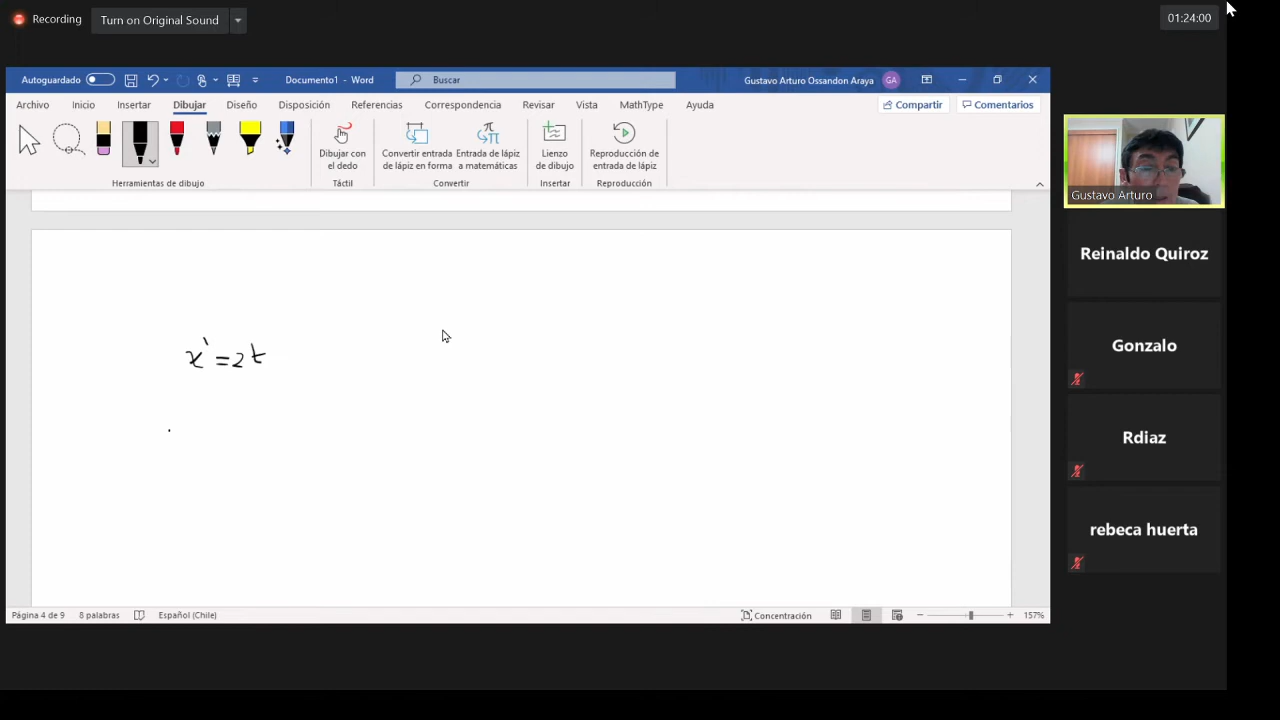 Recording
Turn on Original Sound
01:24:00
Autoguardado
Documento1 - Word
Buscar
Gustavo Arturo Ossandon Araya
GA
Archivo Inicio Insertar Dibujar Diseño Disposición Referencias Correspondencia Revisar Vista MathType Ayuda
Compartir
Comentarios
Dibujar con el dedo
Convertir entrada de lápiz en forma
Entrada de lápiz a matemáticas
Lienzo de dibujo
Reproducción de entrada de lápiz
Herramientas de dibujo
Táctil
Convertir
Insertar
Reproducción
x' = 2t
Gustavo Arturo
Reinaldo Quiroz
Gonzalo
Rdiaz
rebeca huerta
Página 4 de 9
8 palabras
Español (Chile)
Concentración
157%